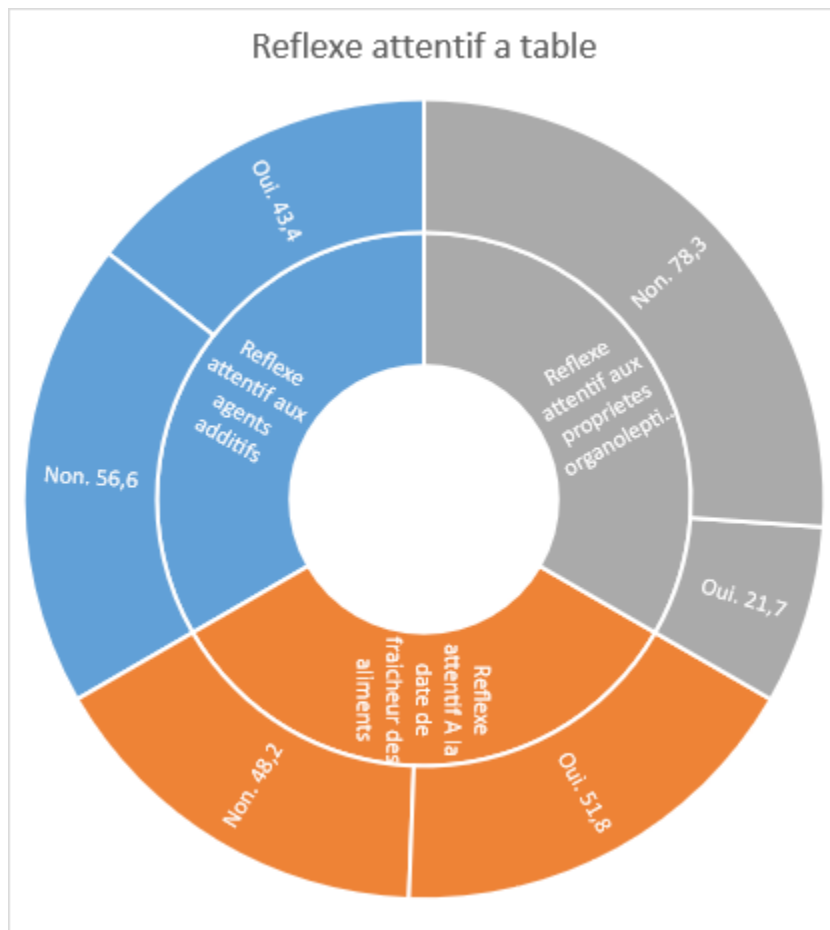 Reflexe attentif a table
Non. 78,3
Oui. 21,7
Reflexe
attentif aux
proprietes
organolepti...
Oui. 51,8
Non. 48,2
Reflexe
attentif A la
date de
fraicheur des
aliments
Non. 56,6
Oui. 43,4
Reflexe
attentif aux
agents
additifs